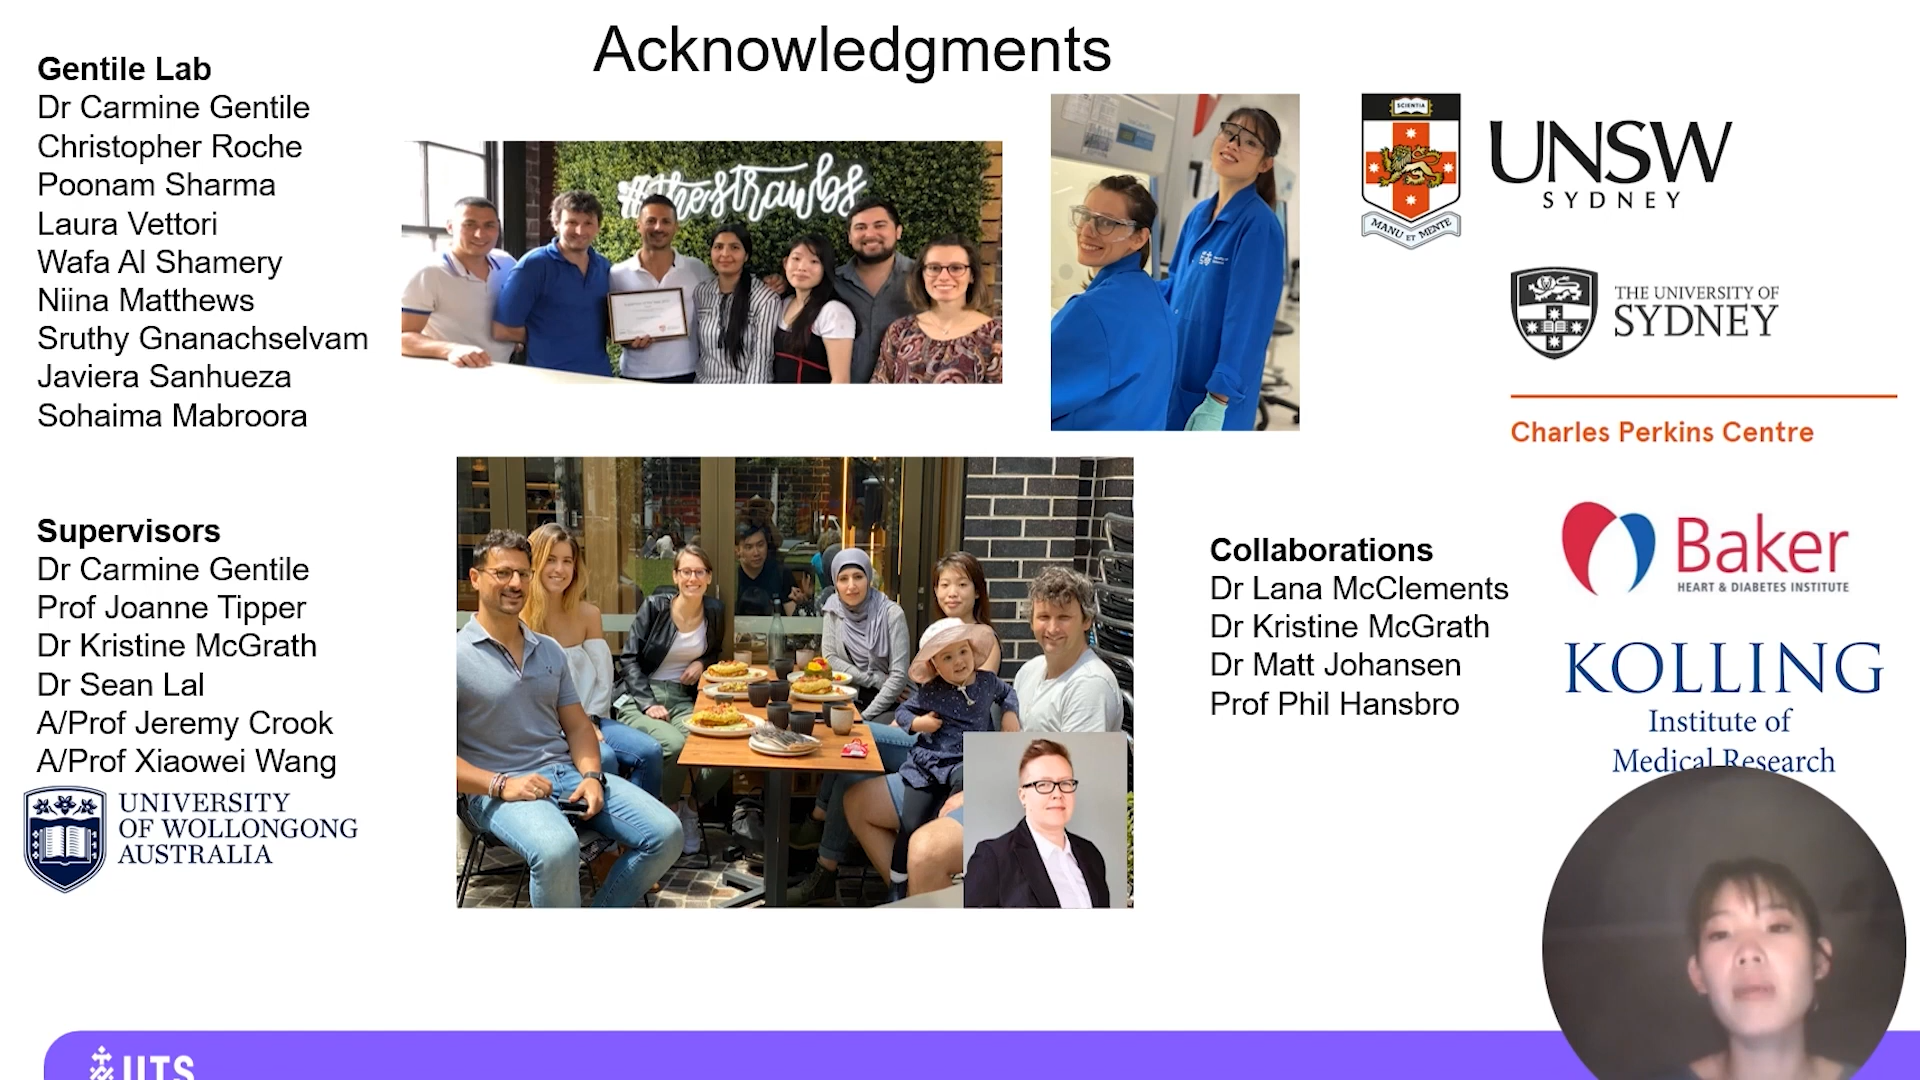 Acknowledgments
Gentile Lab
Dr Carmine Gentile
Christopher Roche
Poonam Sharma
Laura Vettori
Wafa Al Shamery
Niina Matthews
Sruthy Gnanachselvam
Javiera Sanhueza
Sohaima Mabroora
Supervisors
Dr Carmine Gentile
Prof Joanne Tipper
Dr Kristine McGrath
Dr Sean Lal
A/Prof Jeremy Crook
A/Prof Xiaowei Wang
UNIVERSITY
OF WOLLONGONG
AUSTRALIA
#thestrawbs
Collaborations
Dr Lana McClements
Dr Kristine McGrath
Dr Matt Johansen
Prof Phil Hansbro
SCIENTIA
MANU ET MENTE
UNSW
SYDNEY
THE UNIVERSITY OF
SYDNEY
Charles Perkins Centre
Baker
HEART & DIABETES INSTITUTE
KOLLING
Institute of
Medical Research
UTS